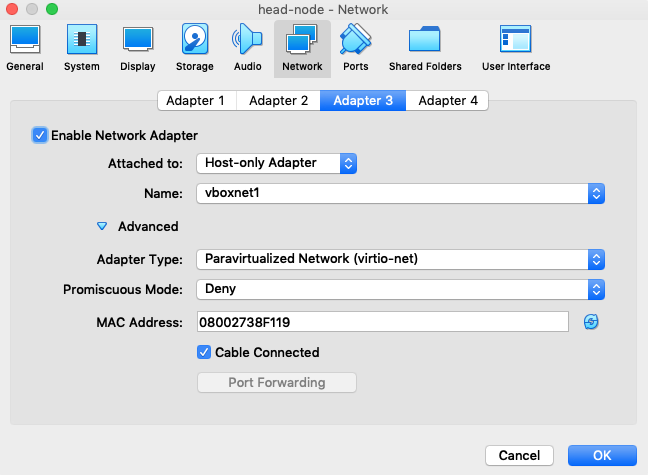 head-node - Network
General System Display Storage Audio Network Ports Shared Folders User Interface
Adapter 1 Adapter 2 Adapter 3 Adapter 4
Enable Network Adapter
Attached to: Host-only Adapter
Name: vboxnet1
Advanced
Adapter Type: Paravirtualized Network (virtio-net)
Promiscuous Mode: Deny
MAC Address: 08002738F119
Cable Connected
Port Forwarding
Cancel OK